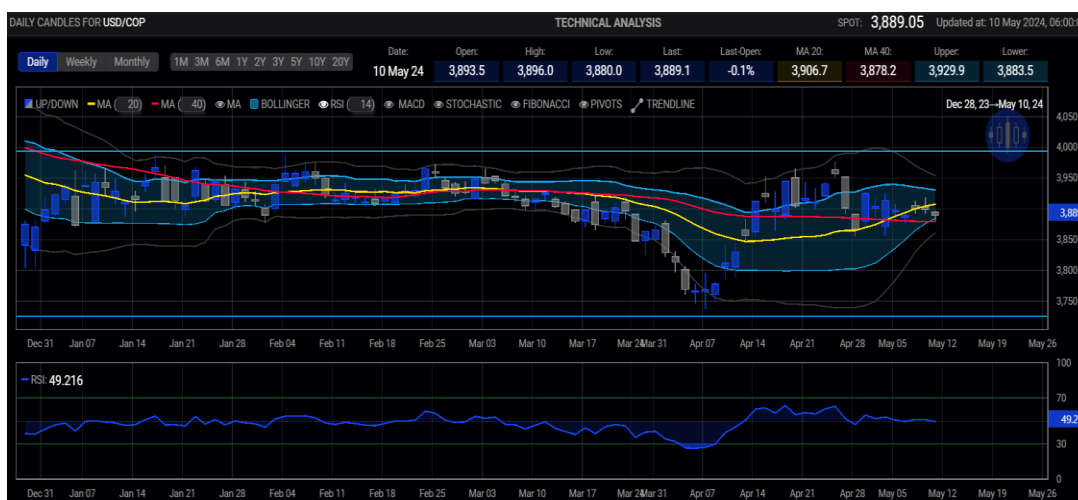 DAILY CANDLES FOR USD/COP TECHNICAL ANALYSIS SPOT: 3,889.05 Updated at: 10 May 2024, 06:00:
Daily Weekly Monthly 1M 3M 6M 1Y 2Y 3Y 5Y 10Y 20Y
Date: Open: High: Low: Last: Last-Open: MA 20: MA 40: Upper: Lower:
10 May 24 3,893.5 3,896.0 3,880.0 3,889.1 -0.1% 3,906.7 3,878.2 3,929.9 3,883.5
UP/DOWN MA ( 20) MA ( 40) MA BOLLINGER RSI ( 14) MACD STOCHASTIC FIBONACCI PIVOTS TRENDLINE Dec 28, 23→May 10, 24
4,050
4,000
3,950
3,889
3,850
3,800
3,750
Dec 31 Jan 07 Jan 14 Jan 21 Jan 28 Feb 04 Feb 11 Feb 18 Feb 25 Mar 03 Mar 10 Mar 17 Mar 24 Mar 31 Apr 07 Apr 14 Apr 21 Apr 28 May 05 May 12 May 19 May 26
RSI: 49.216
100
70
49.2
30
0
Dec 31 Jan 07 Jan 14 Jan 21 Jan 28 Feb 04 Feb 11 Feb 18 Feb 25 Mar 03 Mar 10 Mar 17 Mar 24 Mar 31 Apr 07 Apr 14 Apr 21 Apr 28 May 05 May 12 May 19 May 26